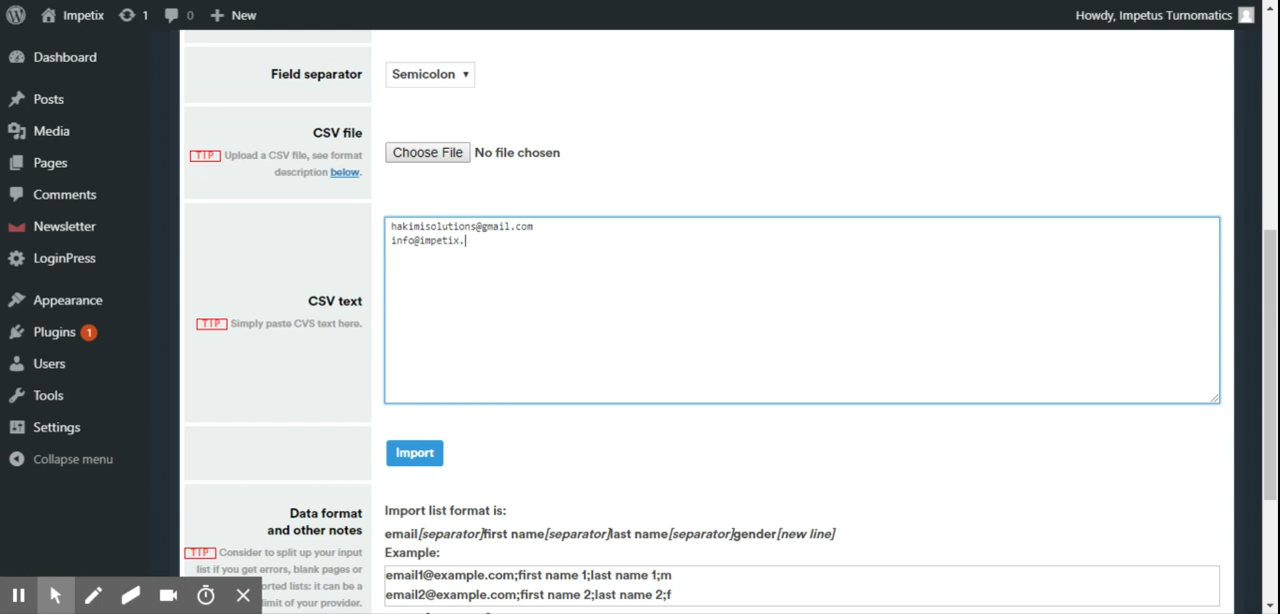 Impetix 1 0 New Howdy, Impetus Turnomatics
Dashboard
Posts
Media
Pages
Comments
Newsletter
LoginPress
Appearance
Plugins 1
Users
Tools
Settings
Collapse menu
Field separator
Semicolon
CSV file
TIP Upload a CSV file, see format
description below.
Choose File No file chosen
CSV text
TIP Simply paste CVS text here.
hakimisolutions@gmail.com
info@impetix.
Import
Data format
and other notes
TIP Consider to split up your input
list if you get errors, blank pages or
orted lists: it can be a
limit of your provider.
Import list format is:
email[separator]first name[separator]last name[separator]gender[new line]
Example:
email1@example.com;first name 1;last name 1;m
email2@example.com;first name 2;last name 2;f